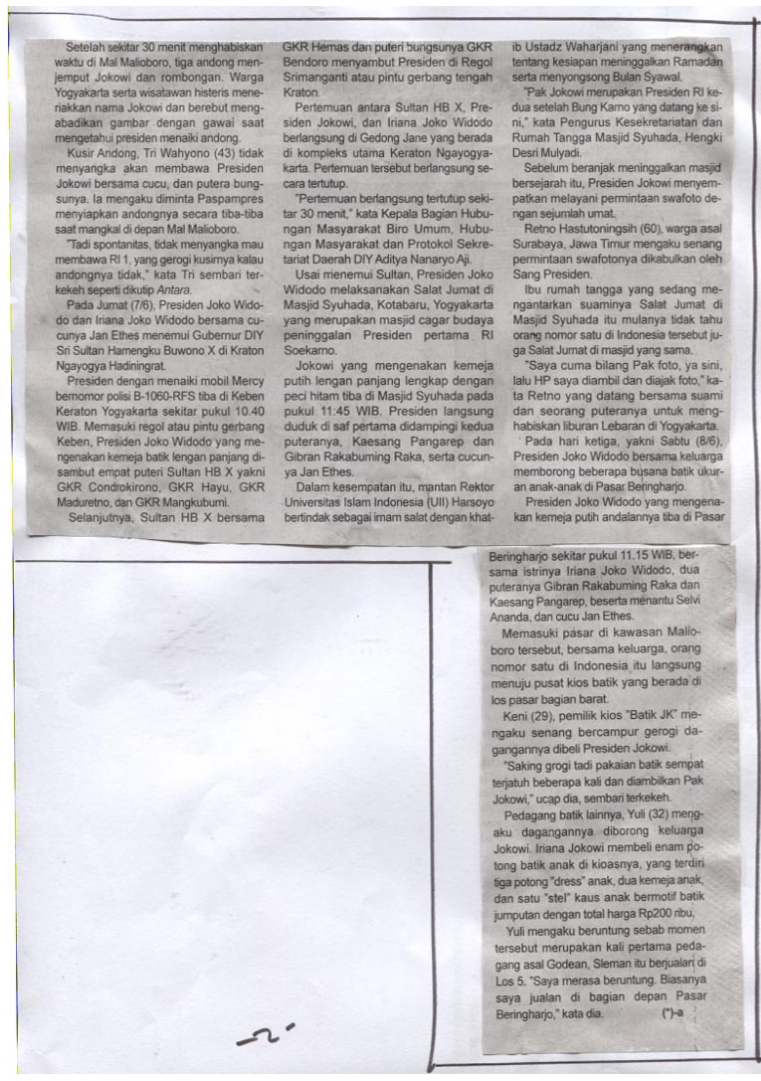 Setelah sekitar 30 menit menghabiskan
waktu di Mal Malioboro, tiga andong men-
jemput Jokowi dan rombongan. Warga
Yogyakarta serta wisatawan histeris mene-
riakkan nama Jokowi dan berebut meng-
abadikan gambar dengan gawai saat
mengetahui presiden menaiki andong.
Kusir Andong, Tri Wahyono (43) tidak
menyangka akan membawa Presiden
Jokowi bersama cucu, dan putera bung-
sunya. Ia mengaku diminta Paspampres
menyiapkan andongnya secara tiba-tiba
saat mangkal di depan Mal Malioboro.
"Tadi spontanitas, tidak menyangka mau
membawa RI 1, yang gerogi kusirnya kalau
andongnya tidak," kata Tri sembari ter-
kekeh seperti dikutip Antara.
Pada Jumat (7/6), Presiden Joko Wido-
do dan Iriana Joko Widodo bersama cu-
cunya Jan Ethes menemui Gubernur DIY
Sri Sultan Hamengku Buwono X di Kraton
Ngayogya Hadiningrat.
Presiden dengan menaiki mobil Mercy
bernomor polisi B-1060-RFS tiba di Keben
Keraton Yogyakarta sekitar pukul 10.40
WIB. Memasuki regol atau pintu gerbang
Keben, Presiden Joko Widodo yang me-
ngenakan kemeja batik lengan panjang di-
sambut empat puteri Sultan HB X yakni
GKR Condrokirono, GKR Hayu, GKR
Maduretno, dan GKR Mangkubumi.
Selanjutnya, Sultan HB X bersama
GKR Hemas dan puteri bungsunya GKR
Bendoro menyambut Presiden di Regol
Srimanganti atau pintu gerbang tengah
Kraton.
Pertemuan antara Sultan HB X, Pre-
siden Jokowi, dan Iriana Joko Widodo
berlangsung di Gedong Jane yang berada
di kompleks utama Keraton Ngayogya-
karta. Pertemuan tersebut berlangsung se-
cara tertutup.
"Pertemuan berlangsung tertutup seki-
tar 30 menit," kata Kepala Bagian Hubu-
ngan Masyarakat Biro Umum, Hubu-
ngan Masyarakat dan Protokol Sekre-
tariat Daerah DIY Aditya Nanaryo Aji.
Usai menemui Sultan, Presiden Joko
Widodo melaksanakan Salat Jumat di
Masjid Syuhada, Kotabaru, Yogyakarta
yang merupakan masjid cagar budaya
peninggalan Presiden pertama RI
Soekarno.
Jokowi yang mengenakan kemeja
putih lengan panjang lengkap dengan
peci hitam tiba di Masjid Syuhada pada
pukul 11:45 WIB. Presiden langsung
duduk di saf pertama didampingi kedua
puteranya, Kaesang Pangarep dan
Gibran Rakabuming Raka, serta cucun-
ya Jan Ethes.
Dalam kesempatan itu, mantan Rektor
Universitas Islam Indonesia (UII) Harsoyo
bertindak sebagai imam salat dengan khat-
ib Ustadz Waharjani yang menerangkan
tentang kesiapan meninggalkan Ramadan
serta menyongsong Bulan Syawal.
"Pak Jokowi merupakan Presiden RI ke-
dua setelah Bung Karno yang datang ke si-
ni," kata Pengurus Kesekretariatan dan
Rumah Tangga Masjid Syuhada, Hengki
Desri Mulyadi.
Sebelum beranjak meninggalkan masjid
bersejarah itu, Presiden Jokowi menyem-
patkan melayani permintaan swafoto de-
ngan sejumlah umat.
Retno Hastutoningsih (60), warga asal
Surabaya, Jawa Timur mengaku senang
permintaan swafotonya dikabulkan oleh
Sang Presiden.
Ibu rumah tangga yang sedang me-
ngantarkan suaminya Salat Jumat di
Masjid Syuhada itu mulanya tidak tahu
orang nomor satu di Indonesia tersebut ju-
ga Salat Jumat di masjid yang sama.
"Saya cuma bilang Pak foto, ya sini,
lalu HP saya diambil dan diajak foto," ka-
ta Retno yang datang bersama suami
dan seorang puteranya untuk meng-
habiskan liburan Lebaran di Yogyakarta.
Pada hari ketiga, yakni Sabtu (8/6),
Presiden Joko Widodo bersama keluarga
memborong beberapa busana batik ukur-
an anak-anak di Pasar Beringharjo.
Presiden Joko Widodo yang mengena-
kan kemeja putih andalannya tiba di Pasar
Beringharjo sekitar pukul 11.15 WIB, ber-
sama istrinya Iriana Joko Widodo, dua
puteranya Gibran Rakabuming Raka dan
Kaesang Pangarep, beserta menantu Selvi
Ananda, dan cucu Jan Ethes.
Memasuki pasar di kawasan Malio-
boro tersebut, bersama keluarga, orang
nomor satu di Indonesia itu langsung
menuju pusat kios batik yang berada di
los pasar bagian barat.
Keni (29), pemilik kios "Batik JK" me-
ngaku senang bercampur gerogi da-
gangannya dibeli Presiden Jokowi.
"Saking grogi tadi pakaian batik sempat
terjatuh beberapa kali dan diambilkan Pak
Jokowi," ucap dia, sembari terkekeh.
Pedagang batik lainnya, Yuli (32) meng-
aku dagangannya diborong keluarga
Jokowi. Iriana Jokowi membeli enam po-
tong batik anak di kioasnya, yang terdiri
tiga potong "dress" anak, dua kemeja anak,
dan satu "stel" kaus anak bermotif batik
jumputan dengan total harga Rp200 ribu,
Yuli mengaku beruntung sebab momen
tersebut merupakan kali pertama peda-
gang asal Godean, Sleman itu berjualan di
Los 5. "Saya merasa beruntung. Biasanya
saya jualan di bagian depan Pasar
Beringharjo," kata dia. (*)-a
-2-